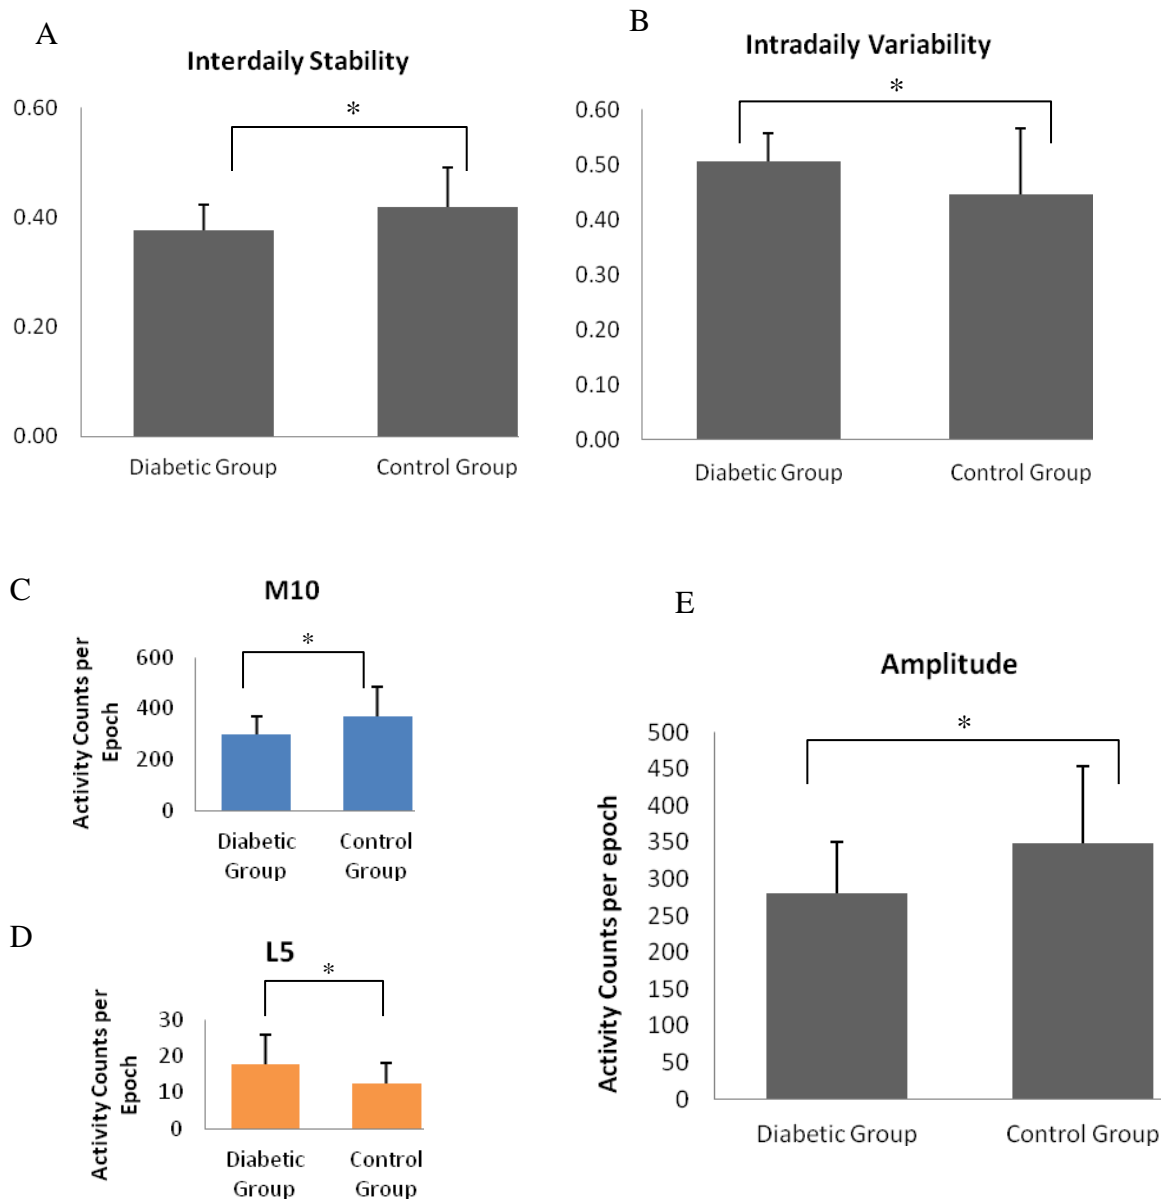 A
Interdaily Stability
*
0.60
0.40
0.20
0.00
Diabetic Group
Control Group
B
Intradaily Variability
*
0.60
0.50
0.40
0.30
0.20
0.10
0.00
Diabetic Group
Control Group
C
M10
*
Activity Counts per
Epoch
600
400
200
0
Diabetic
Group
Control
Group
D
L5
*
Activity Counts per
Epoch
30
20
10
0
Diabetic
Group
Control
Group
E
Amplitude
*
Activity Counts per epoch
500
450
400
350
300
250
200
150
100
50
0
Diabetic Group
Control Group